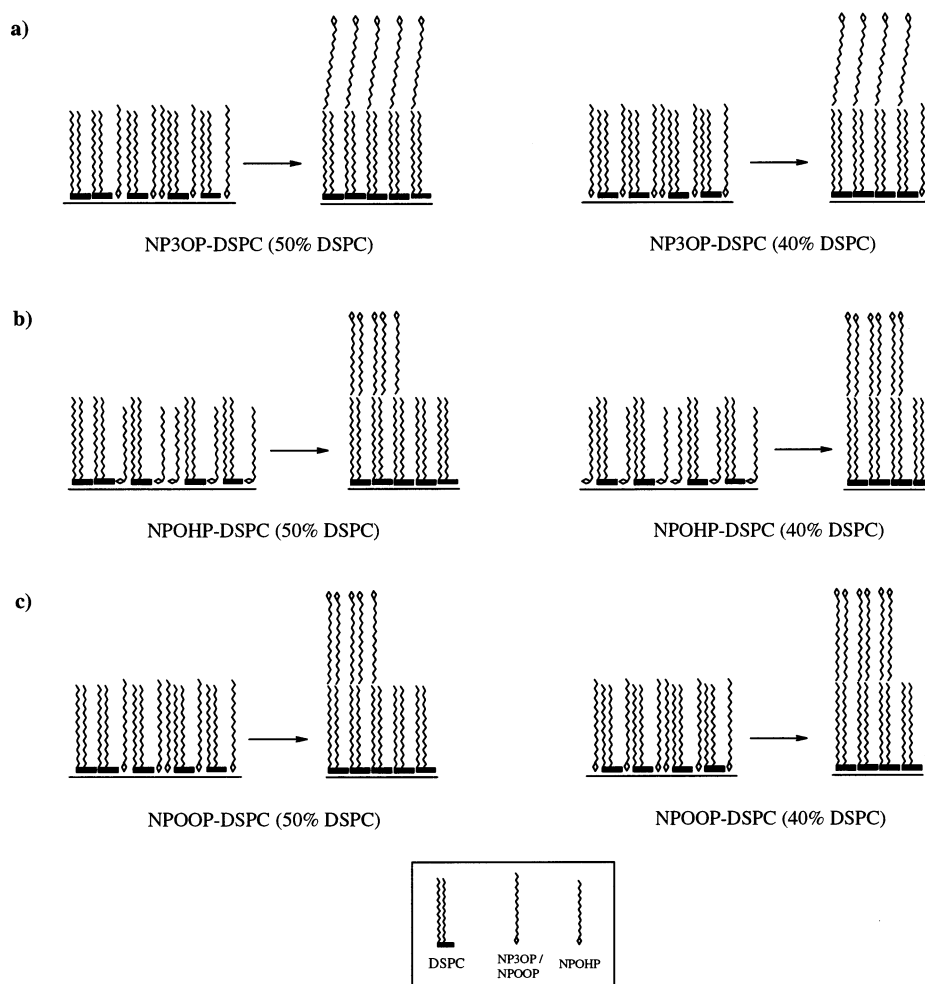 a)
NP3OP-DSPC (50% DSPC)
NP3OP-DSPC (40% DSPC)
b)
NPOHP-DSPC (50% DSPC)
NPOHP-DSPC (40% DSPC)
c)
NPOOP-DSPC (50% DSPC)
NPOOP-DSPC (40% DSPC)
DSPC
NP3OP /
NPOOP
NPOHP